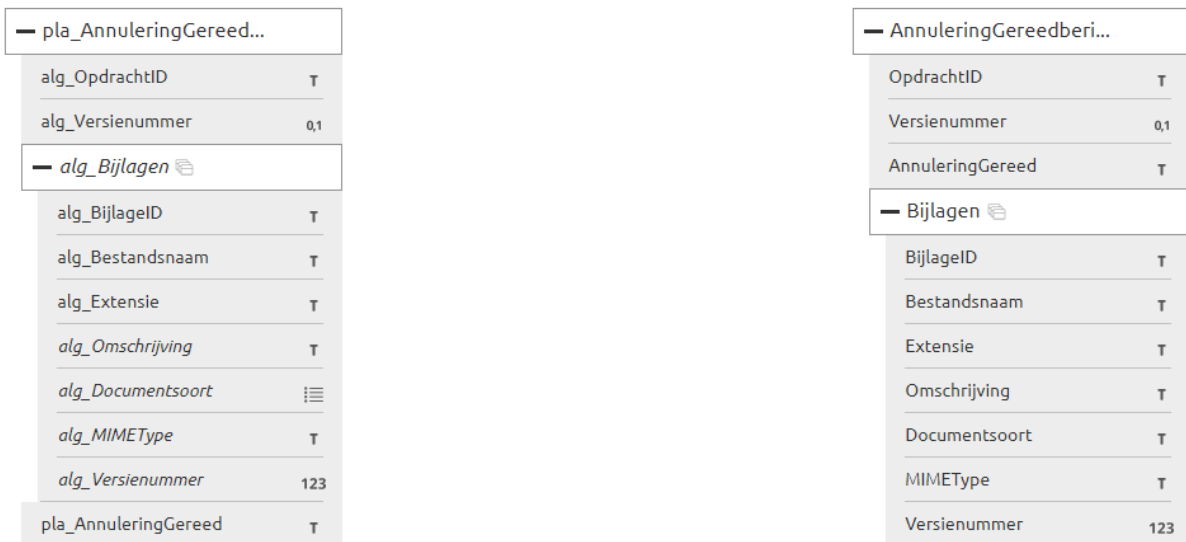 pla_AnnuleringGereed...
alg_OpdrachtID T
alg_Versienummer 0,1
alg_Bijlagen
alg_BijlageID T
alg_Bestandsnaam T
alg_Extensie T
alg_Omschrijving T
alg_Documentsoort
alg_MIMEType T
alg_Versienummer 123
pla_AnnuleringGereed T
AnnuleringGereedberi...
OpdrachtID T
Versienummer 0,1
AnnuleringGereed T
Bijlagen
BijlageID T
Bestandsnaam T
Extensie T
Omschrijving T
Documentsoort T
MIMEType T
Versienummer 123